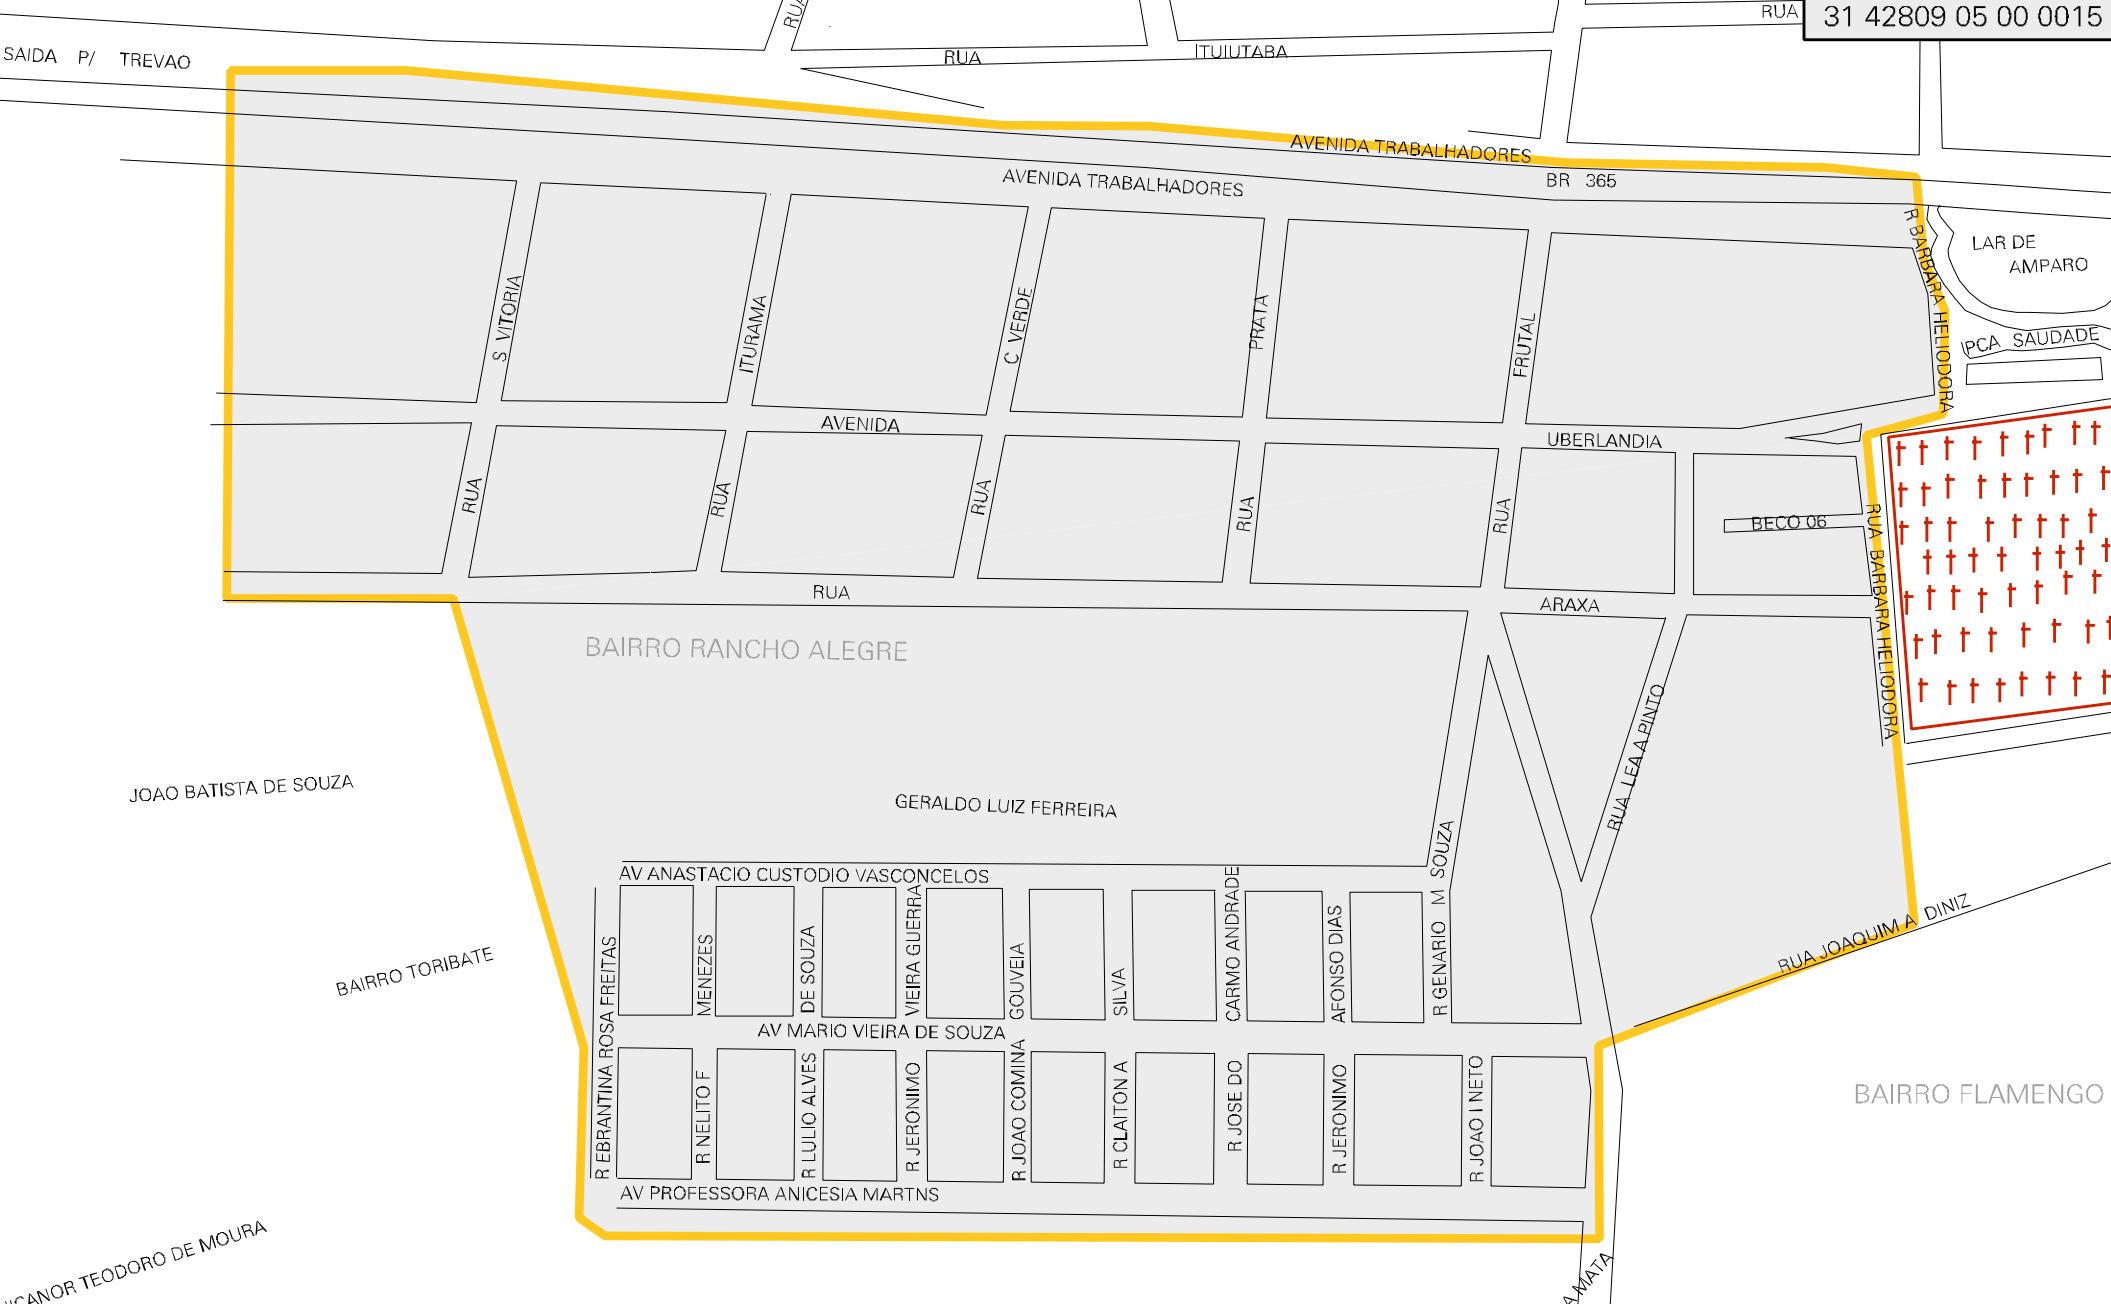 RUA
RUA
31 42809 05 00 0015
SAIDA P/ TREVAO
RUA ITUIUTABA
AVENIDA TRABALHADORES
AVENIDA TRABALHADORES
BR 365
R BARBARA HELIODORA
LAR DE
AMPARO
PCA SAUDADE
RUA S VITORIA
RUA ITURAMA
RUA C VERDE
RUA PRATA
RUA FRUTAL
AVENIDA UBERLANDIA
BECO 06
RUA BARBARA HELIODORA
RUA ARAXA
BAIRRO RANCHO ALEGRE
RUA LEA A PINTO
JOAO BATISTA DE SOUZA
GERALDO LUIZ FERREIRA
AV ANASTACIO CUSTODIO VASCONCELOS
R EBRANTINA ROSA FREITAS
R NELITO F MENEZES
R LULIO ALVES DE SOUZA
R JERONIMO VIEIRA GUERRA
R JOAO COMINA GOUVEIA
R CLAITON A SILVA
R JOSE DO CARMO ANDRADE
R JERONIMO AFONSO DIAS
R GENARIO M SOUZA
R JOAO I NETO
RUA JOAQUIM A DINIZ
BAIRRO TORIBATE
AV MARIO VIEIRA DE SOUZA
BAIRRO FLAMENGO
AV PROFESSORA ANICESIA MARTNS
ICANOR TEODORO DE MOURA
A MATA